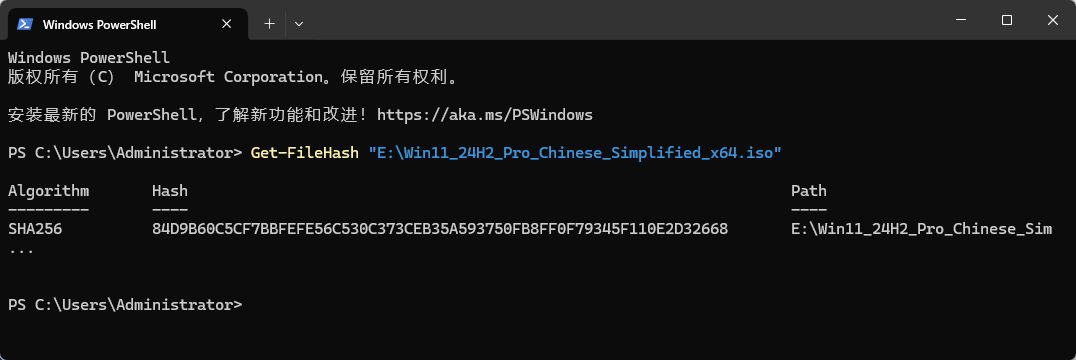 Windows PowerShell
Windows PowerShell
版权所有（C） Microsoft Corporation。保留所有权利。
安装最新的 PowerShell，了解新功能和改进！https://aka.ms/PSWindows
PS C:\Users\Administrator> Get-FileHash "E:\Win11_24H2_Pro_Chinese_Simplified_x64.iso"
Algorithm       Hash                                                                   Path
---------       ----                                                                   ----
SHA256          84D9B60C5CF7BBFEFE56C530C373CEB35A593750FB8FF0F79345F110E2D32668       E:\Win11_24H2_Pro_Chinese_Sim
...
PS C:\Users\Administrator>